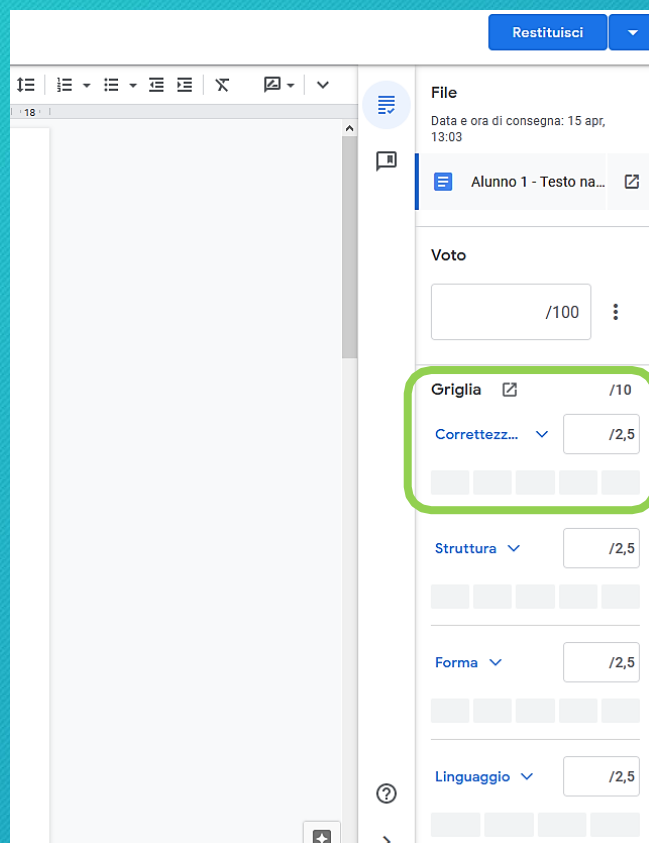 Restituisci
18
File
Data e ora di consegna: 15 apr,
13:03
Alunno 1 - Testo na...
Voto
/100
Griglia /10
Correttezz... /2,5
Struttura /2,5
Forma /2,5
Linguaggio /2,5